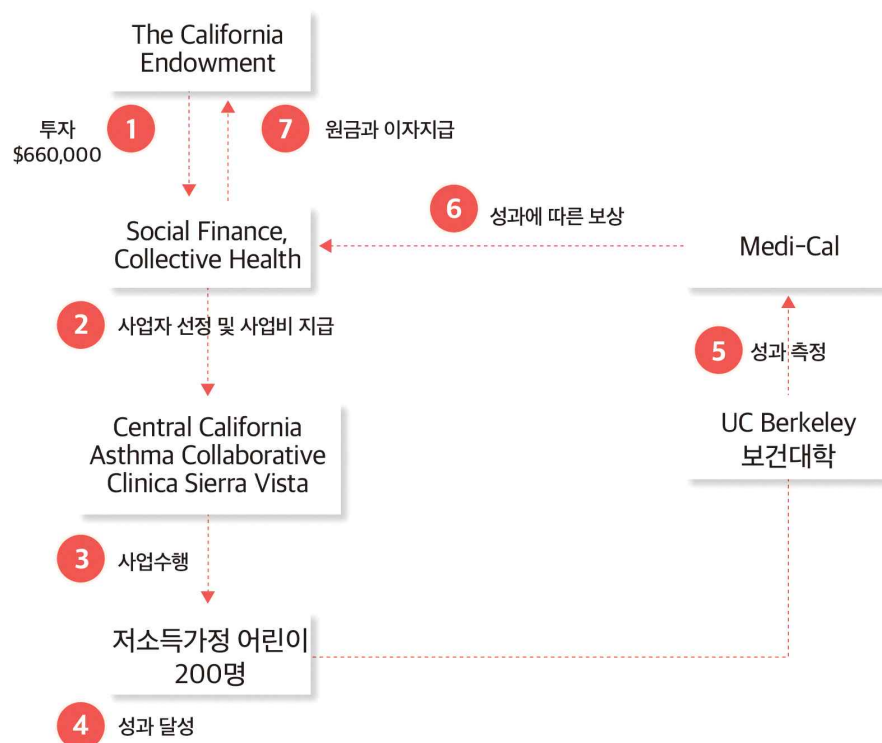 The California
Endowment
투자
$660,000
1
7
원금과 이자지급
Social Finance,
Collective Health
6
성과에 따른 보상
Medi-Cal
2
사업자 선정 및 사업비 지급
5
성과 측정
Central California
Asthma Collaborative
Clinica Sierra Vista
UC Berkeley
보건대학
3
사업수행
저소득가정 어린이
200명
4
성과 달성